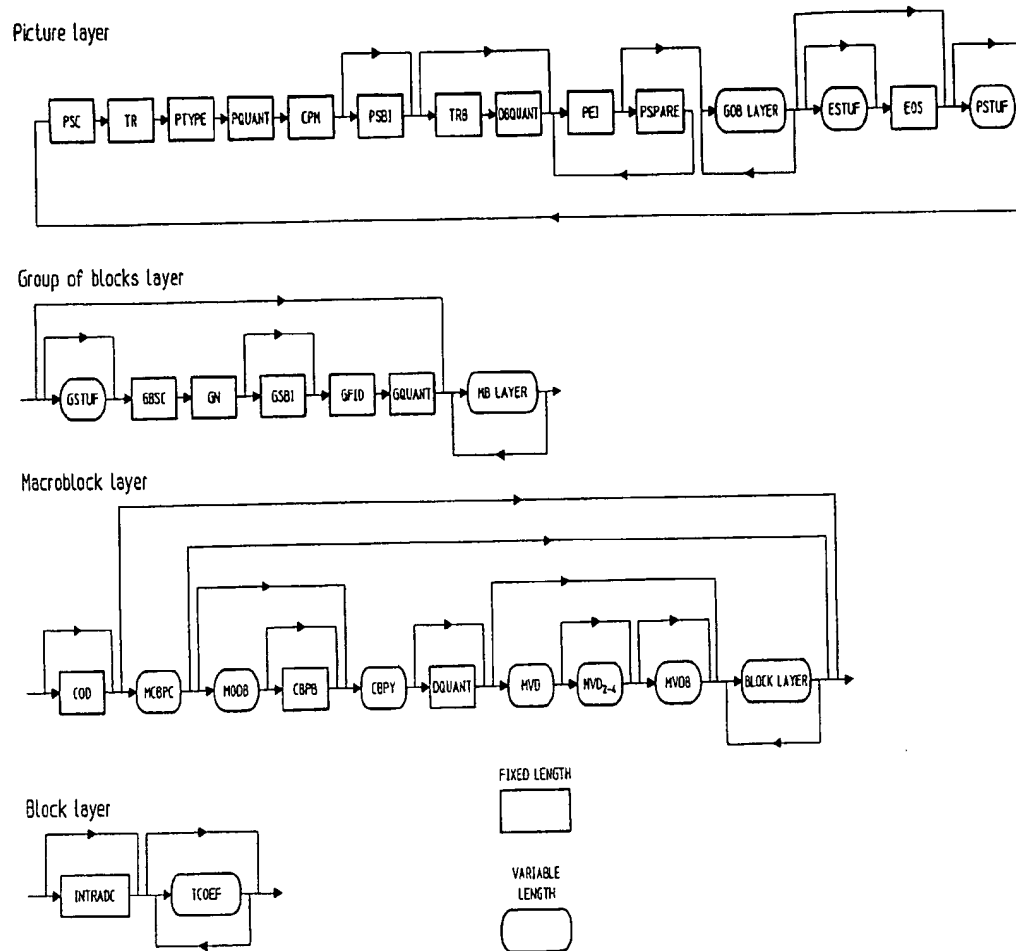 Picture layer
PSC TR PTYPE PQUANT CPM PSBI TRB DBQUANT PEI PSPARE GOB LAYER ESTUF EOS PSTUF
Group of blocks layer
GSTUF GBSC GN GSBI GFID GQUANT MB LAYER
Macroblock layer
COD MCBPC MODB CBPB CBPY DQUANT MVD MVD₂₋₄ MVDB BLOCK LAYER
Block layer
INTRADC TCOEF
FIXED LENGTH
VARIABLE
LENGTH